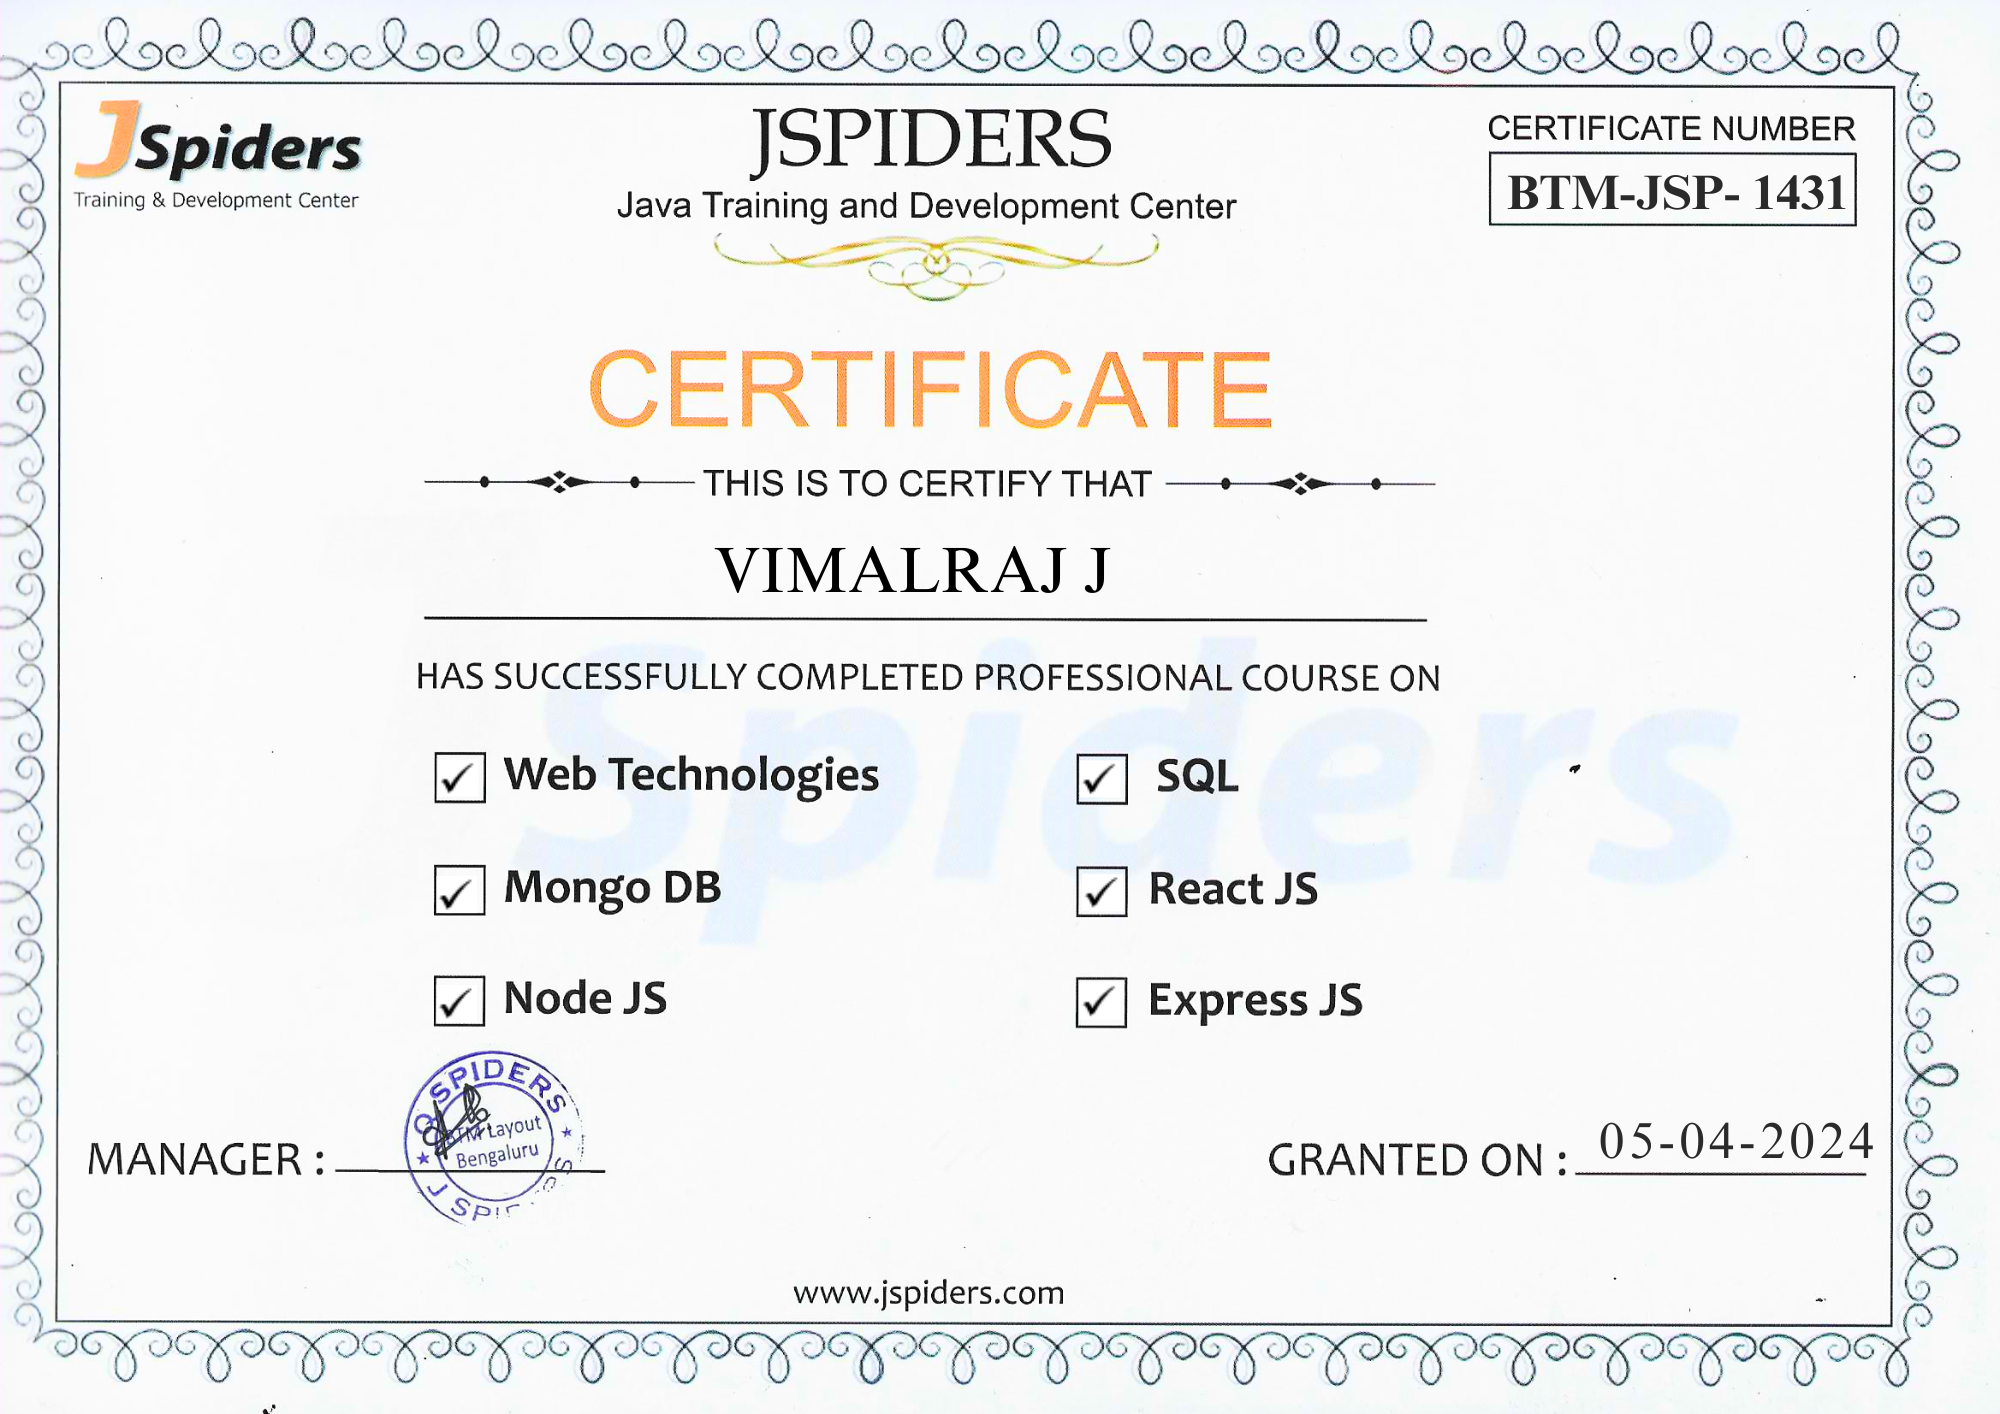 JSpiders
Training & Development Center
JSPIDERS
Java Training and Development Center
CERTIFICATE NUMBER
BTM-JSP- 1431
CERTIFICATE
THIS IS TO CERTIFY THAT
VIMALRAJ J
HAS SUCCESSFULLY COMPLETED PROFESSIONAL COURSE ON
JSpiders
Web Technologies
SQL
Mongo DB
React JS
Node JS
Express JS
Q SPIDERS
BTM Layout
Bengaluru
J SPI
MANAGER :
GRANTED ON : 05-04-2024
www.jspiders.com